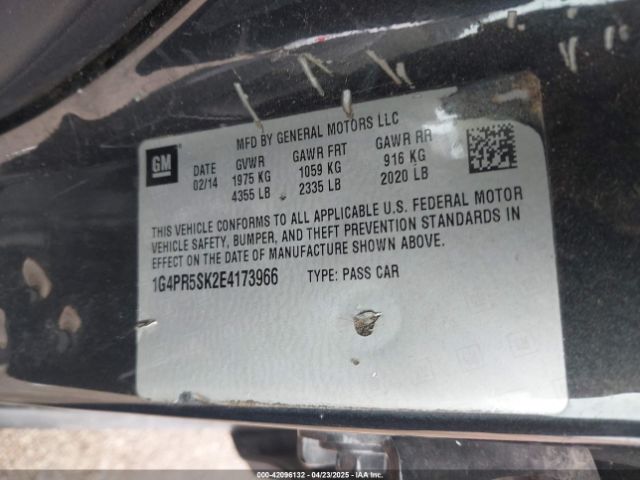 MFD BY GENERAL MOTORS LLC
GM
DATE GVWR GAWR FRT GAWR RR
02/14 1975 KG 1059 KG 916 KG
4355 LB 2335 LB 2020 LB
THIS VEHICLE CONFORMS TO ALL APPLICABLE U.S. FEDERAL MOTOR
VEHICLE SAFETY, BUMPER, AND THEFT PREVENTION STANDARDS IN
EFFECT ON THE DATE OF MANUFACTURE SHOWN ABOVE.
1G4PR5SK2E4173966 TYPE: PASS CAR
000-42096132 - 04/23/2025 - IAA Inc.